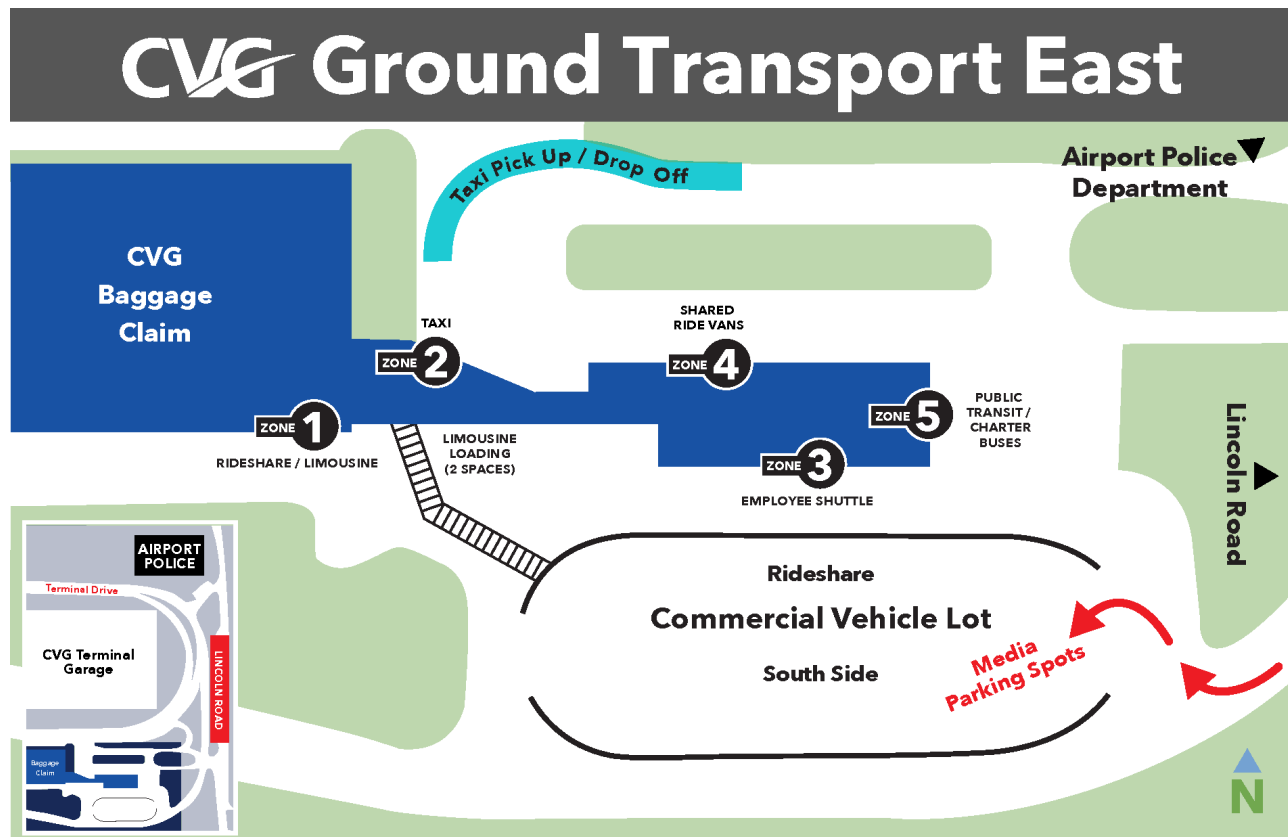 CVG Ground Transport East
Taxi Pick Up / Drop Off
Airport Police
Department
CVG
Baggage
Claim
TAXI
ZONE 2
SHARED
RIDE VANS
ZONE 4
ZONE 1
RIDESHARE / LIMOUSINE
LIMOUSINE
LOADING
(2 SPACES)
ZONE 5
PUBLIC
TRANSIT /
CHARTER
BUSES
ZONE 3
EMPLOYEE SHUTTLE
Lincoln Road
Rideshare
Commercial Vehicle Lot
South Side
Media
Parking Spots
AIRPORT
POLICE
Terminal Drive
CVG Terminal
Garage
LINCOLN ROAD
Baggage
Claim
N